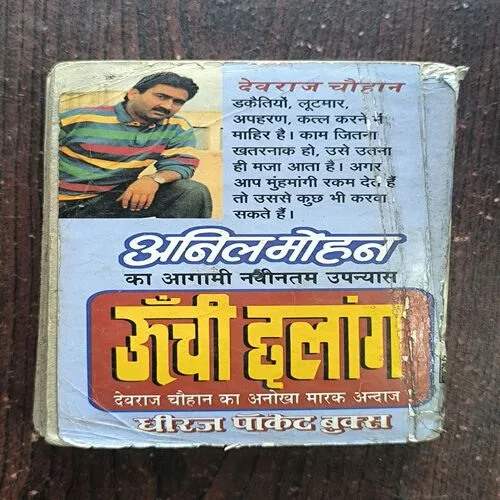 देवराज चौहान
डकैतियों, लूटमार,
अपहरण, कत्ल करने में
माहिर है। काम जितना
खतरनाक हो, उसे उतना
ही मजा आता है। अगर
आप मुंहमांगी रकम देते हैं
तो उससे कुछ भी करवा
सकते हैं।
अनिल मोहन
का आगामी नवीनतम उपन्यास
ऊँची छलांग
देवराज चौहान का अनोखा मारक अन्दाज !
धीरज पॉकेट बुक्स